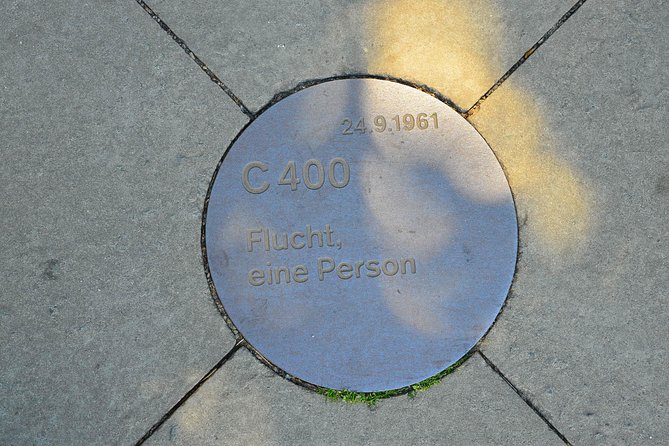 24.9.1961
C 400
Flucht,
eine Person